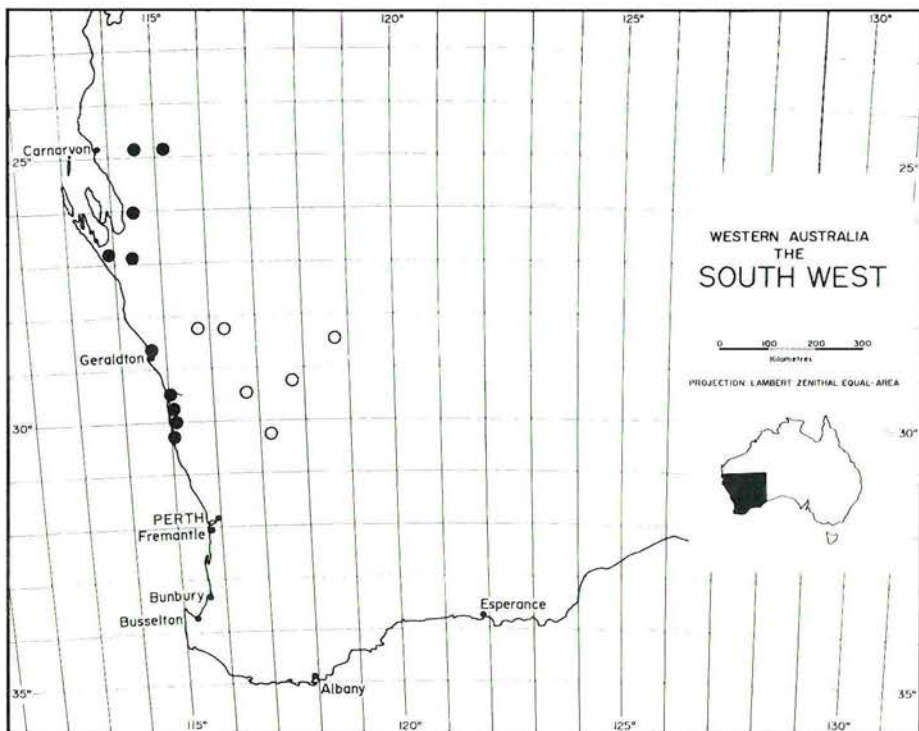 115° 120° 125° 130°
Carnarvon
25° 25°
WESTERN AUSTRALIA
THE
SOUTH WEST
0 100 200 300
Kilometres
PROJECTION LAMBERT ZENITHAL EQUAL-AREA
Geraldton
30° 30°
PERTH
Fremantle
Bunbury
Busselton
Esperance
Albany
35° 35°
115° 120° 125° 130°